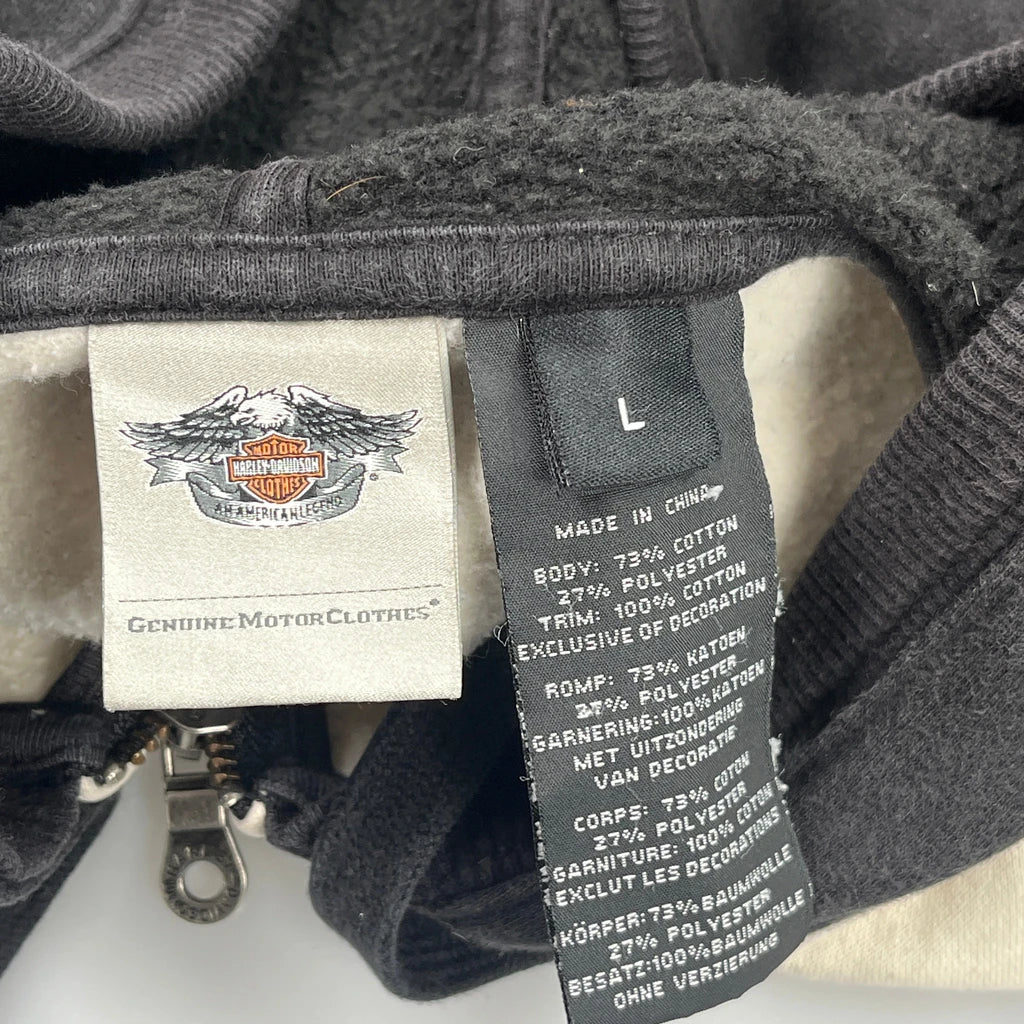 MOTOR
HARLEY-DAVIDSON
CLOTHES
AN AMERICAN LEGEND
®
GENUINE MOTORCLOTHES®
L
MADE IN CHINA
BODY: 73% COTTON
27% POLYESTER
TRIM: 100% COTTON
EXCLUSIVE OF DECORATION
ROMP: 73% KATOEN
27% POLYESTER
GARNERING:100%KATOEN
MET UITZONDERING
VAN DECORATIE
CORPS: 73% COTON
27% POLYESTER
GARNITURE: 100% COTON
EXCLUT LES DECORATIONS
KÖRPER:73%BAUMWOLLE
27% POLYESTER
BESATZ:100%BAUMWOLLE
OHNE VERZIERUNG